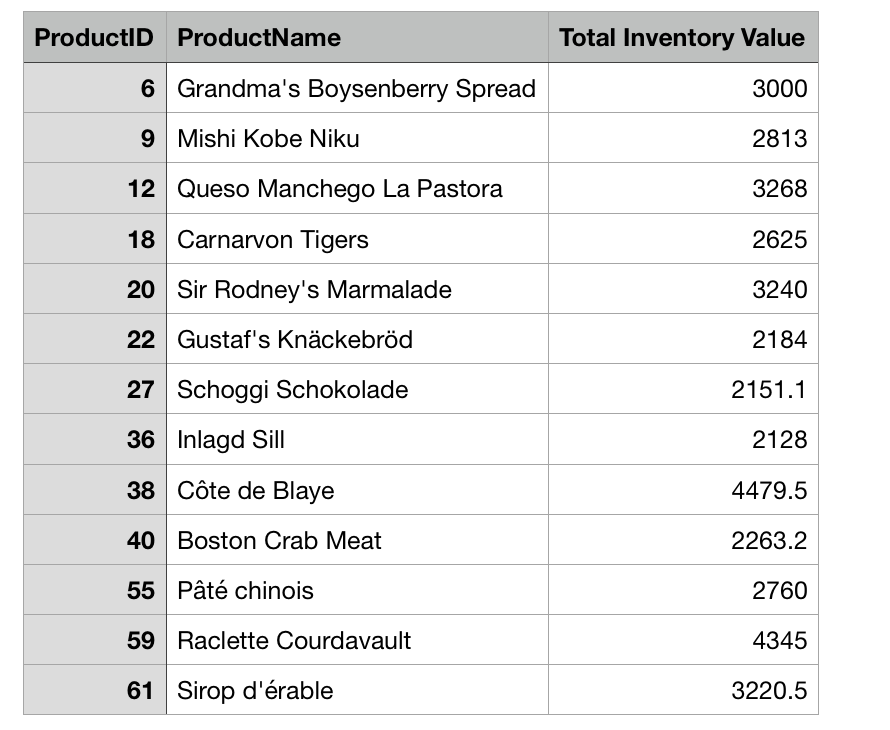 ProductID ProductName Total Inventory Value
6 Grandma's Boysenberry Spread 3000
9 Mishi Kobe Niku 2813
12 Queso Manchego La Pastora 3268
18 Carnarvon Tigers 2625
20 Sir Rodney's Marmalade 3240
22 Gustaf's Knäckebröd 2184
27 Schoggi Schokolade 2151.1
36 Inlagd Sill 2128
38 Côte de Blaye 4479.5
40 Boston Crab Meat 2263.2
55 Pâté chinois 2760
59 Raclette Courdavault 4345
61 Sirop d'érable 3220.5